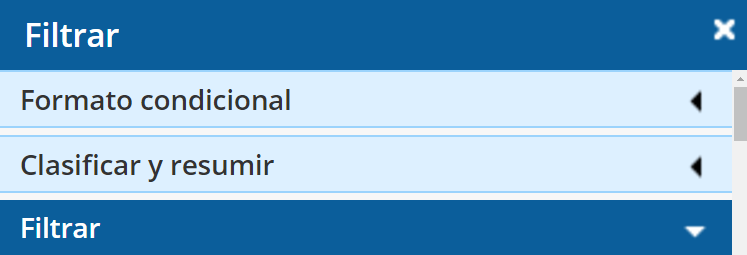 Filtrar
Formato condicional
Clasificar y resumir
Filtrar